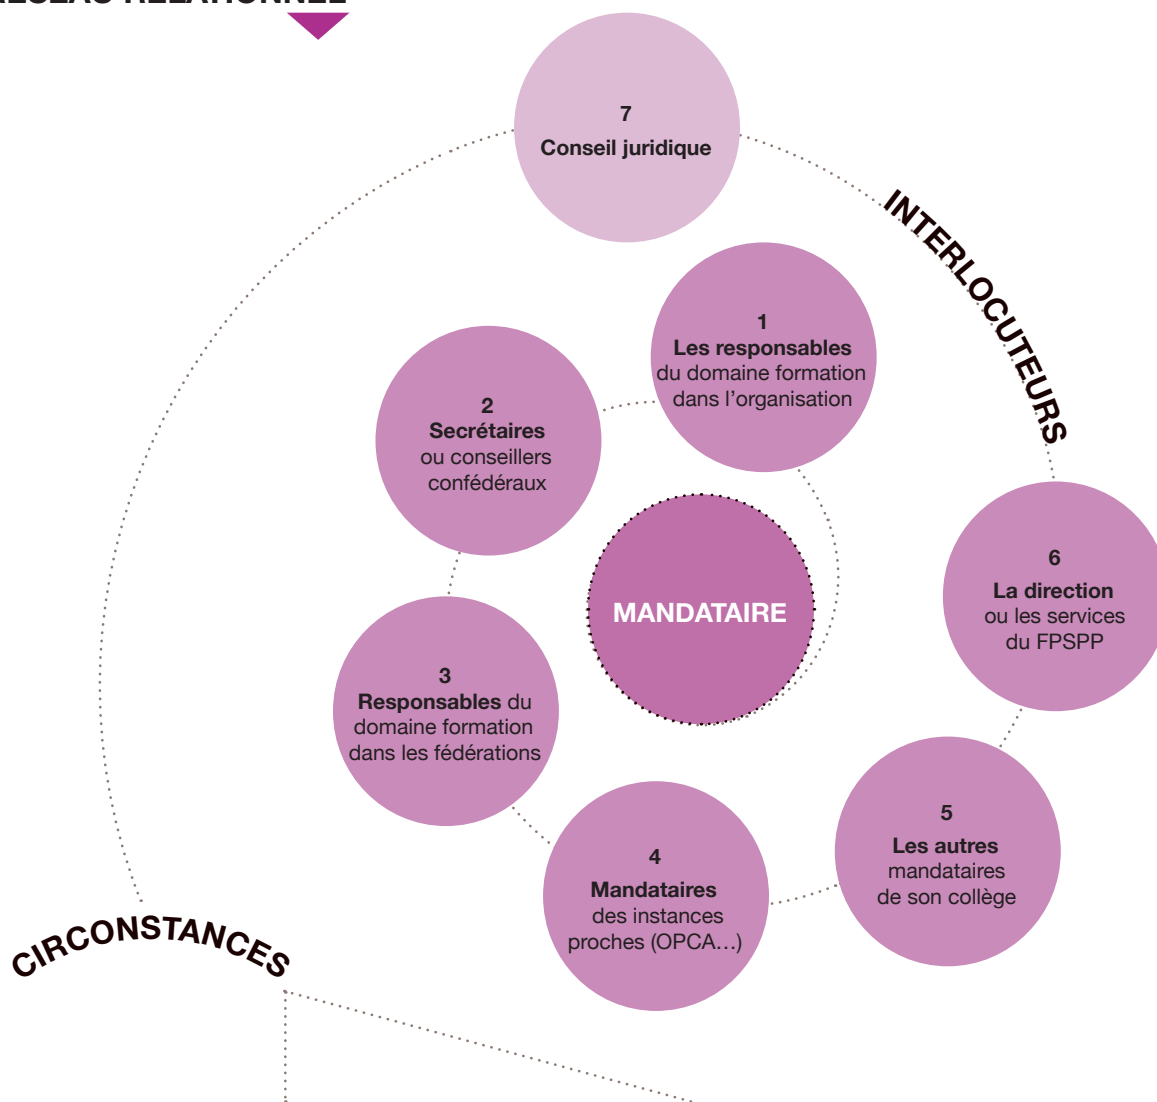 RÉSEAU RELATIONNEL
7
Conseil juridique
INTERLOCUTEURS
1
Les responsables
du domaine formation
dans l’organisation
2
Secrétaires
ou conseillers
confédéraux
MANDATAIRE
6
La direction
ou les services
du FPSPP
3
Responsables du
domaine formation
dans les fédérations
5
Les autres
mandataires
de son collège
4
Mandataires
des instances
proches (OPCA…)
CIRCONSTANCES